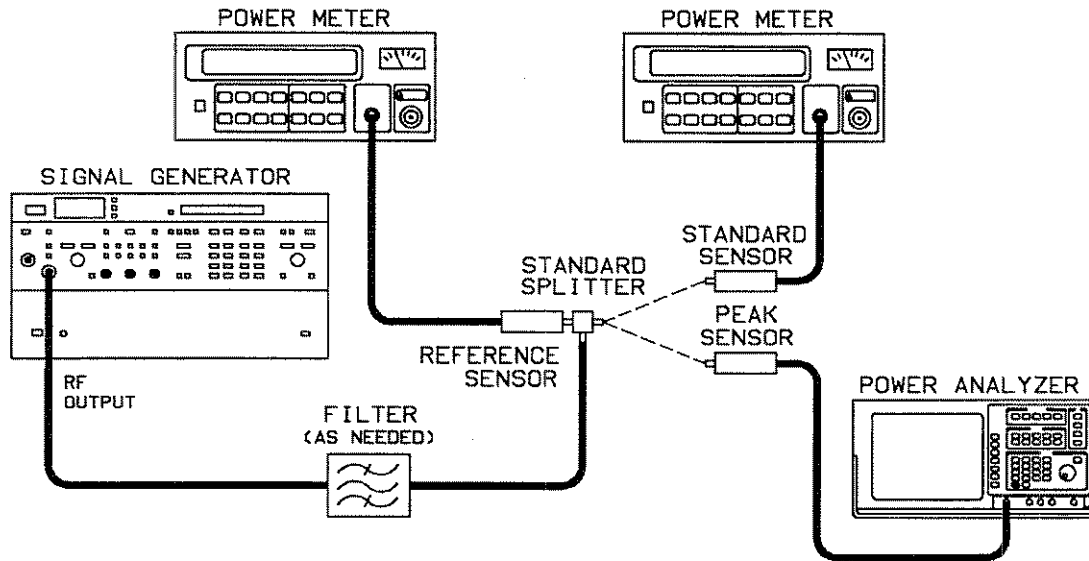 POWER METER
POWER METER
SIGNAL GENERATOR
STANDARD
SENSOR
STANDARD
SPLITTER
PEAK
SENSOR
REFERENCE
SENSOR
RF
OUTPUT
POWER ANALYZER
FILTER
(AS NEEDED)